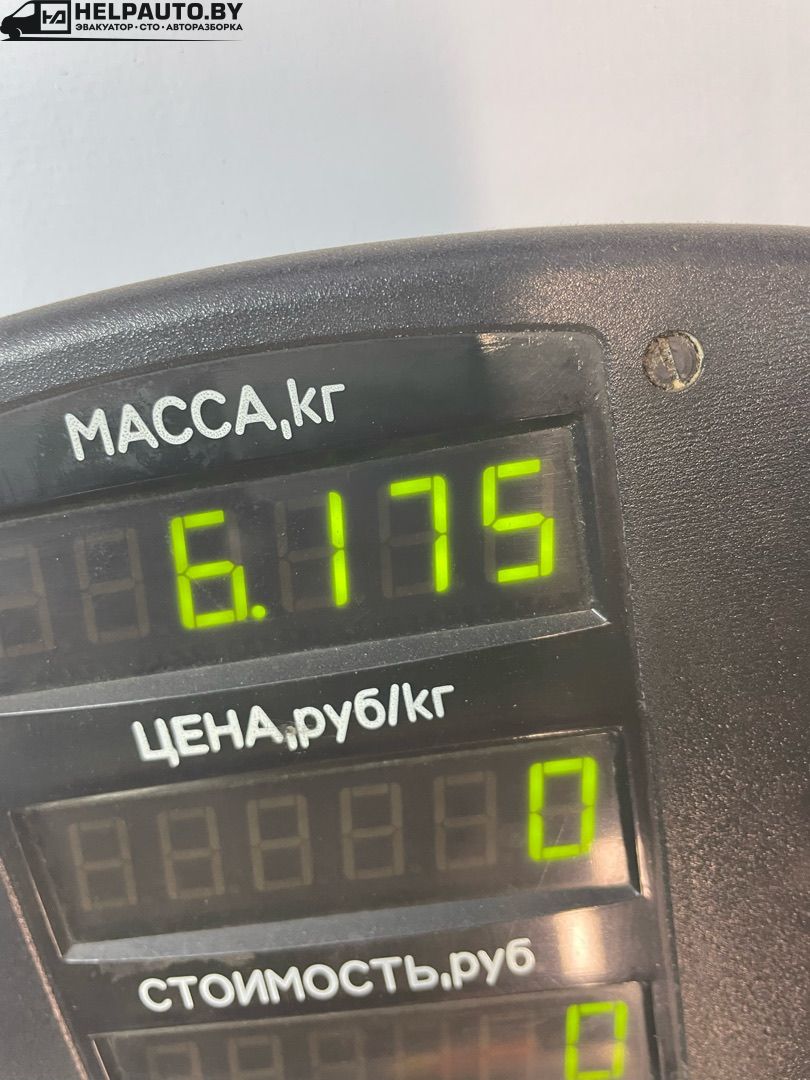 HELPAUTO.BY
ЭВАКУАТОР • СТО • АВТОРАЗБОРКА
МАССА,кг
6.175
ЦЕНА,руб/кг
0
СТОИМОСТЬ,руб
0